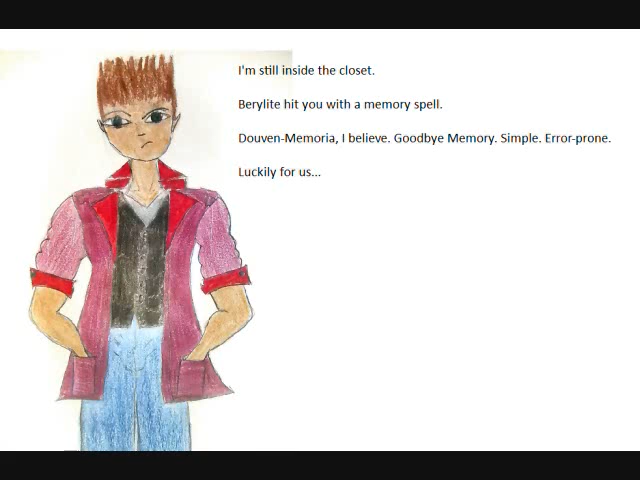 I'm still inside the closet.
Berylite hit you with a memory spell.
Douven-Memoria, I believe. Goodbye Memory. Simple. Error-prone.
Luckily for us...